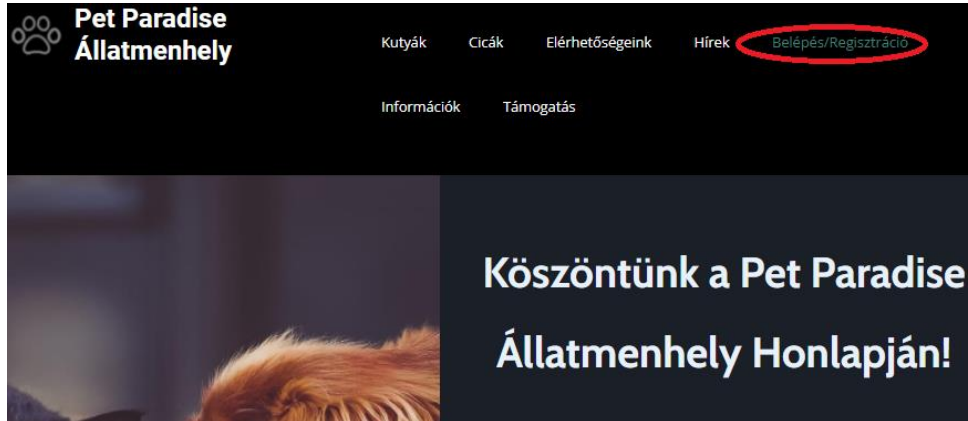 Pet Paradise
Állatmenhely
Kutyák Cicák Elérhetőségeink Hírek Belépés/Regisztráció
Információk Támogatás
Köszöntünk a Pet Paradise
Állatmenhely Honlapján!